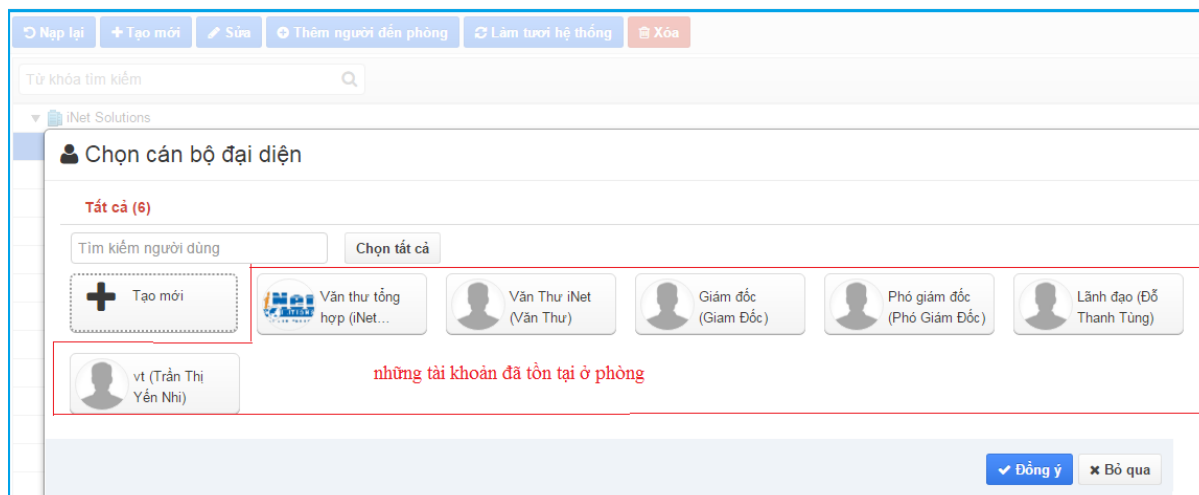 Nạp lại Tạo mới Sửa Thêm người đến phòng Làm tươi hệ thống Xóa
Từ khóa tìm kiếm
iNet Solutions
Chọn cán bộ đại diện
Tất cả (6)
Tìm kiếm người dùng Chọn tất cả
Tạo mới
iNet
Văn thư tổng
hợp (iNet...
Văn Thư iNet
(Văn Thư)
Giám đốc
(Giam Đốc)
Phó giám đốc
(Phó Giám Đốc)
Lãnh đạo (Đỗ
Thanh Tùng)
vt (Trần Thị
Yến Nhi)
những tài khoản đã tồn tại ở phòng
Đồng ý Bỏ qua